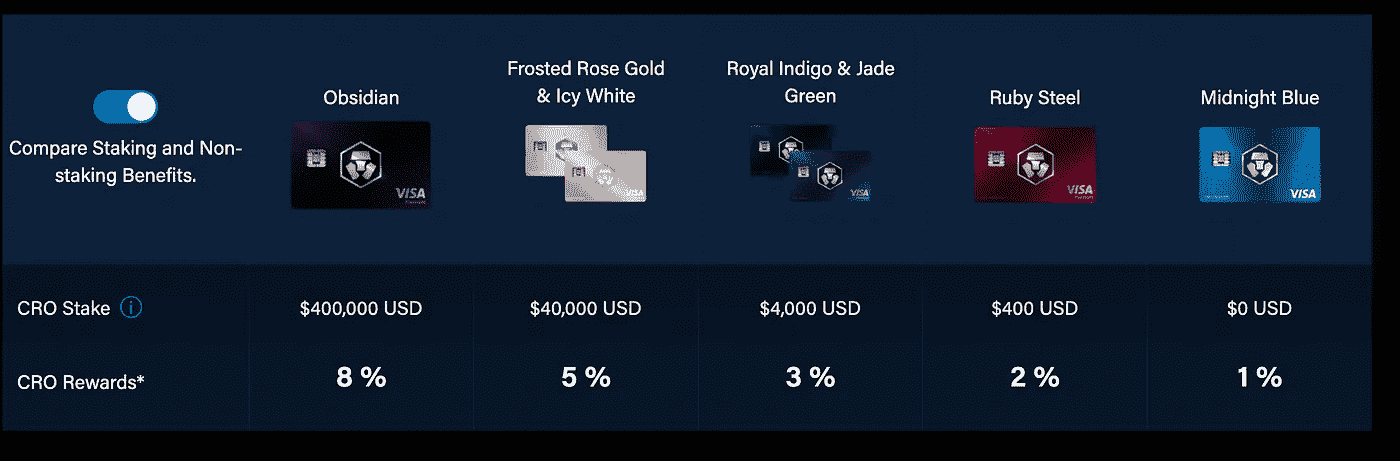 Obsidian
Frosted Rose Gold
& Icy White
Royal Indigo & Jade
Green
Ruby Steel
Midnight Blue
Compare Staking and Non-
staking Benefits.
VISA
VISA
VISA
VISA
VISA
CRO Stake
$400,000 USD
$40,000 USD
$4,000 USD
$400 USD
$0 USD
CRO Rewards*
8 %
5 %
3 %
2 %
1 %